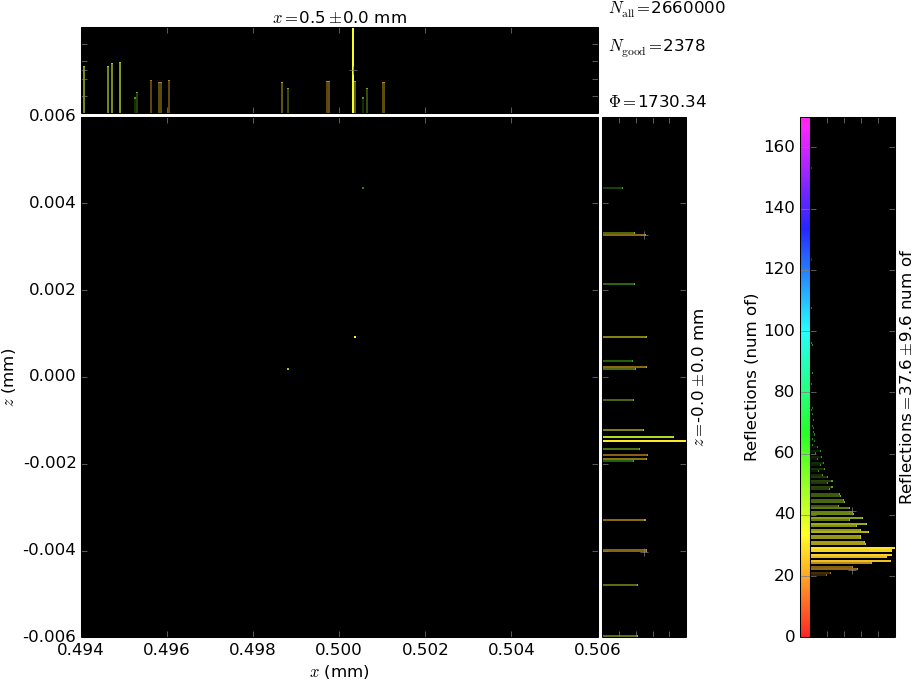 x = 0.5 ± 0.0 mm
N_all = 2660000
N_good = 2378
Φ = 1730.34
0.006
0.004
0.002
0.000
-0.002
-0.004
-0.006
z (mm)
0.494 0.496 0.498 0.500 0.502 0.504 0.506
x (mm)
z = -0.0 ± 0.0 mm
Reflections (num of)
160
140
120
100
80
60
40
20
0
Reflections = 37.6 ± 9.6 num of